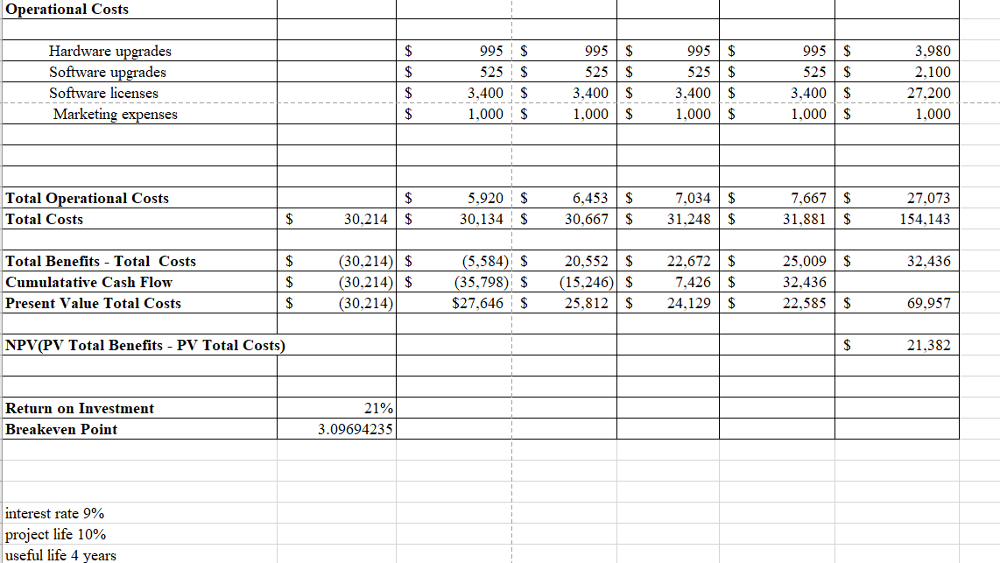 Operational Costs
Hardware upgrades $ 995 $ 995 $ 995 $ 995 $ 3,980
Software upgrades $ 525 $ 525 $ 525 $ 525 $ 2,100
Software licenses $ 3,400 $ 3,400 $ 3,400 $ 3,400 $ 27,200
Marketing expenses $ 1,000 $ 1,000 $ 1,000 $ 1,000 $ 1,000
Total Operational Costs $ 5,920 $ 6,453 $ 7,034 $ 7,667 $ 27,073
Total Costs $ 30,214 $ 30,134 $ 30,667 $ 31,248 $ 31,881 $ 154,143
Total Benefits - Total Costs $ (30,214) $ (5,584) $ 20,552 $ 22,672 $ 25,009 $ 32,436
Cumulatative Cash Flow $ (30,214) $ (35,798) $ (15,246) $ 7,426 $ 32,436
Present Value Total Costs $ (30,214) $27,646 $ 25,812 $ 24,129 $ 22,585 $ 69,957
NPV(PV Total Benefits - PV Total Costs) $ 21,382
Return on Investment 21%
Breakeven Point 3.09694235
interest rate 9%
project life 10%
useful life 4 years